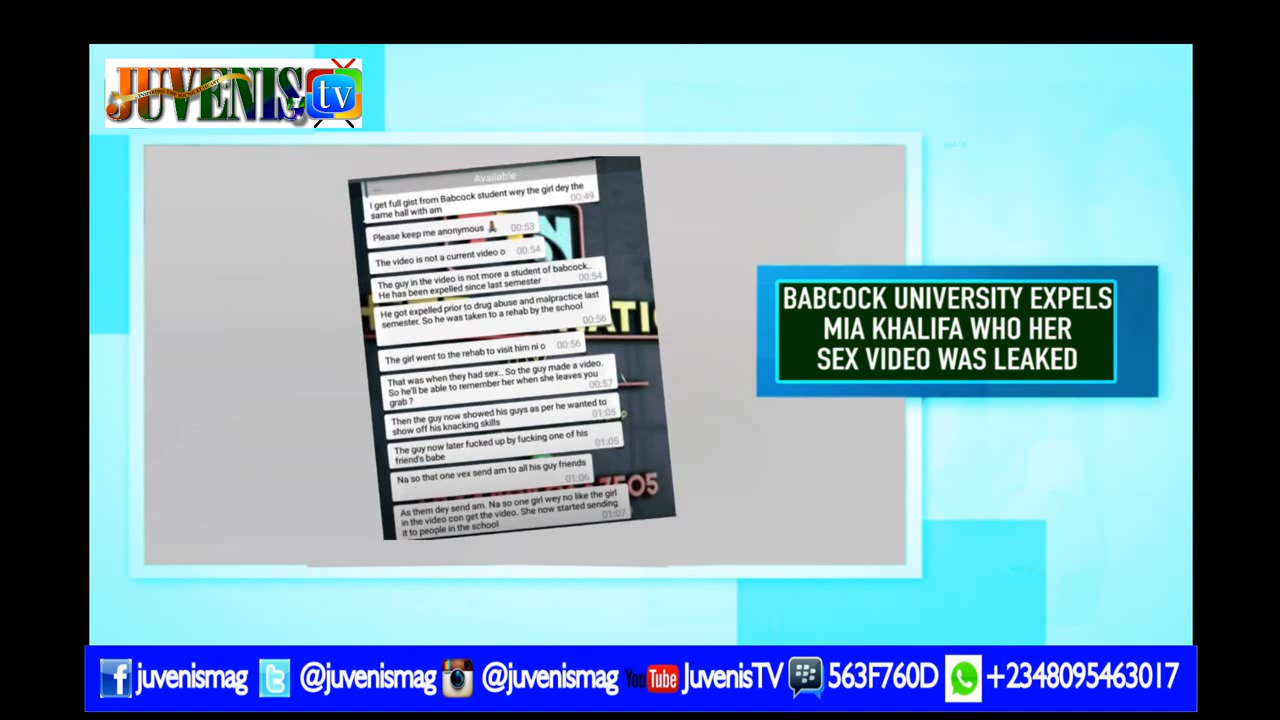 JUVENIS tv
Available
I get full gist from Babcock student wey the girl dey the
same hall with am 00:49
Please keep me anonymous 00:53
The video is not a current video o 00:54
The guy in the video is not more a student of babcock..
He has been expelled since last semester 00:54
He got expelled prior to drug abuse and malpractice last
semester. So he was taken to a rehab by the school
00:56
The girl went to the rehab to visit him ni o 00:56
That was when they had sex.. So the guy made a video.
So he'll be able to remember her when she leaves you
grab ? 00:57
Then the guy now showed his guys as per he wanted to
show off his knacking skills 01:05
The guy now later fucked up by fucking one of his
friend's babe 01:05
Na so that one vex send am to all his guy friends
01:06
As them dey send am. Na so one girl wey no like the girl
in the video con get the video. She now started sending
it to people in the school 01:07
BABCOCK UNIVERSITY EXPELS
MIA KHALIFA WHO HER
SEX VIDEO WAS LEAKED
juvenismag @juvenismag @juvenismag You Tube JuvenisTV 563F760D +2348095463017